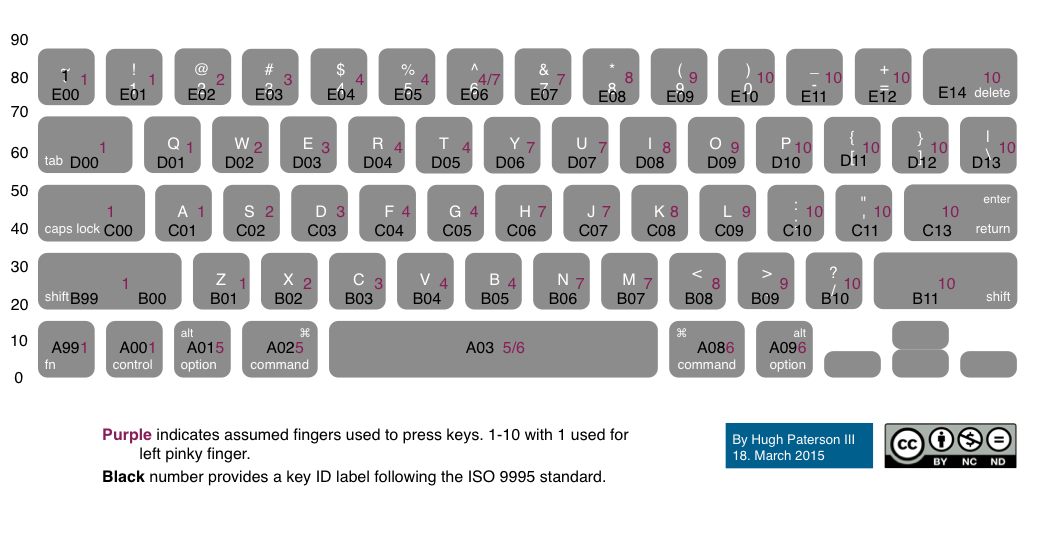 90
~ ! @ # $ % ^ & * ( ) _ +
80 1 1 1 2 3 4 4 4/7 7 8 9 10 10 10 10
1 2 3 4 5 6 7 8 9 0 - =
E00 E01 E02 E03 E04 E05 E06 E07 E08 E09 E10 E11 E12 E14 delete
70
Q 1 W 2 E 3 R 4 T 4 Y 7 U 7 I 8 O 9 P 10 { 10 } 10 | 10
60 1 [ ] \
tab D00 D01 D02 D03 D04 D05 D06 D07 D08 D09 D10 D11 D12 D13
50
enter
1 A 1 S 2 D 3 F 4 G 4 H 7 J 7 K 8 L 9 : 10 " 10 10
; '
40 caps lock C00 C01 C02 C03 C04 C05 C06 C07 C08 C09 C10 C11 C13 return
30
1 Z 1 X 2 C 3 V 4 B 4 N 7 M 7 < 8 > 9 ? 10 10
/
20 shift B99 B00 B01 B02 B03 B04 B05 B06 B07 B08 B09 B10 B11 shift
alt ⌘ ⌘ alt
10 A99 1 A00 1 A01 5 A02 5 A03 5/6 A08 6 A09 6
fn control option command command option
0
Purple indicates assumed fingers used to press keys. 1-10 with 1 used for
left pinky finger.
Black number provides a key ID label following the ISO 9995 standard.
By Hugh Paterson III
18. March 2015
cc
BY NC ND